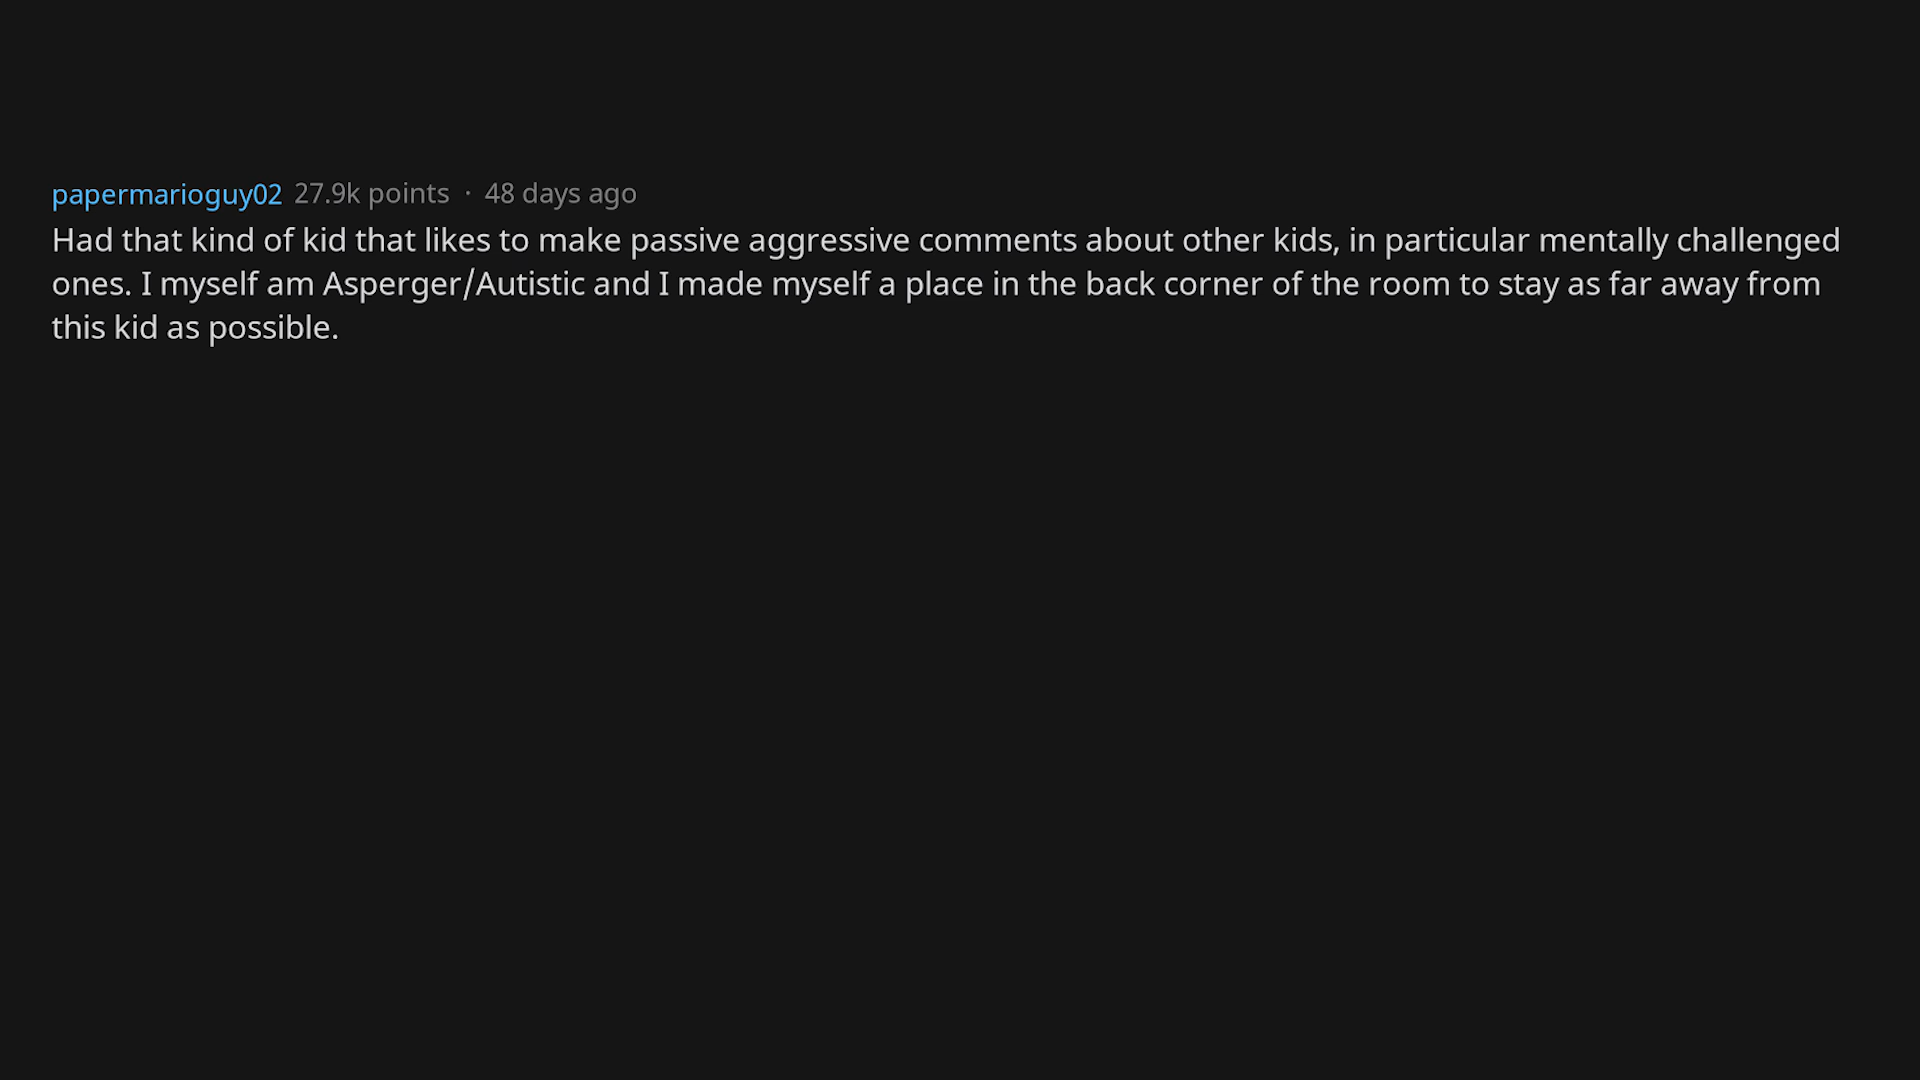 papermarioguy02 27.9k points · 48 days ago
Had that kind of kid that likes to make passive aggressive comments about other kids, in particular mentally challenged
ones. I myself am Asperger/Autistic and I made myself a place in the back corner of the room to stay as far away from
this kid as possible.